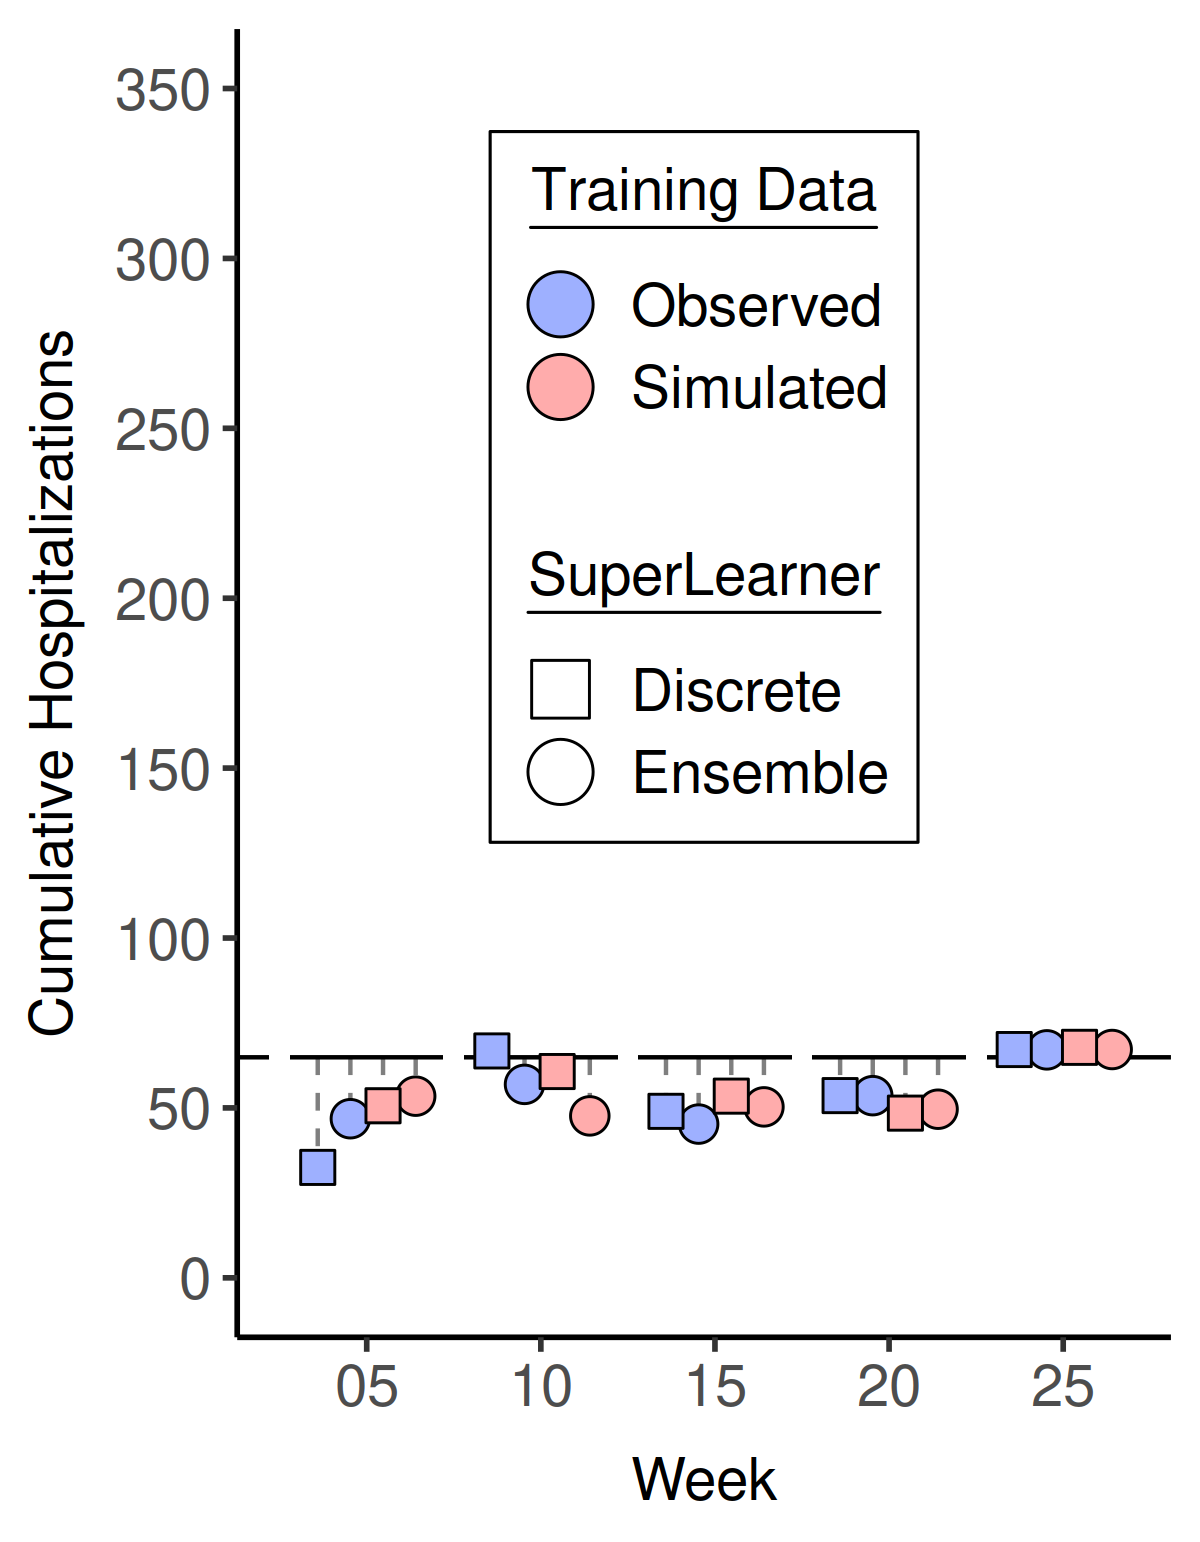 350
300
250
200
150
100
50
0
Cumulative Hospitalizations
Training Data
Observed
Simulated
SuperLearner
Discrete
Ensemble
05 10 15 20 25
Week